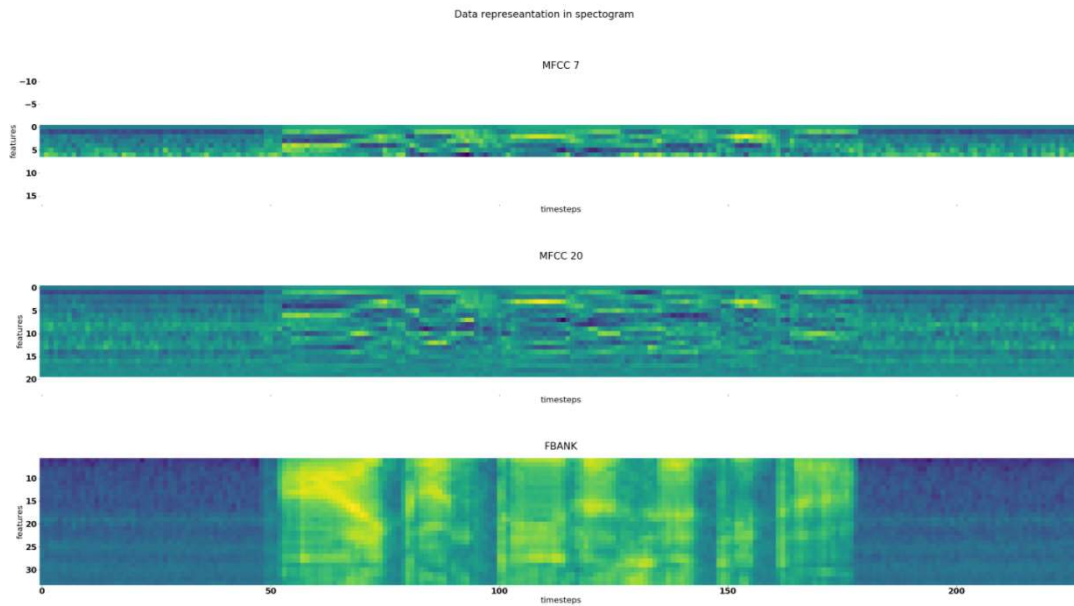 Data represeantation in spectogram
MFCC 7
−10
−5
0
5
10
15
features
timesteps
MFCC 20
0
5
10
15
20
features
timesteps
FBANK
10
15
20
25
30
features
0 50 100 150 200
timesteps